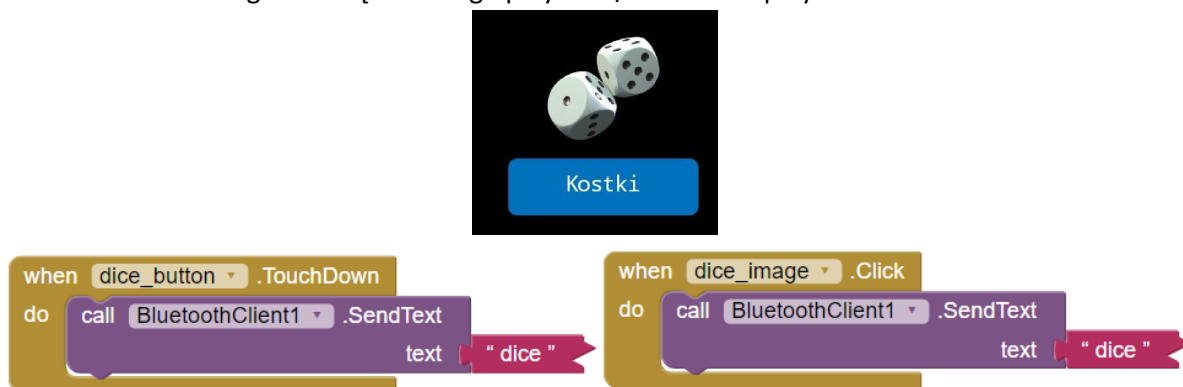 Kostki
when dice_button .TouchDown
do call BluetoothClient1 .SendText
text " dice "
when dice_image .Click
do call BluetoothClient1 .SendText
text " dice "